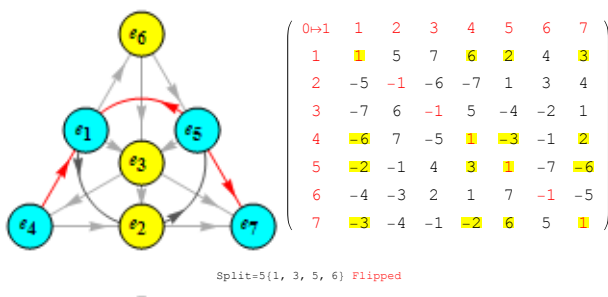 e6
e1 e5
e3
e4 e2 e7
0↦1 1 2 3 4 5 6 7
1 1 5 7 6 2 4 3
2 -5 -1 -6 -7 1 3 4
3 -7 6 -1 5 -4 -2 1
4 -6 7 -5 1 -3 -1 2
5 -2 -1 4 3 1 -7 -6
6 -4 -3 2 1 7 -1 -5
7 -3 -4 -1 -2 6 5 1
Split=5{1, 3, 5, 6} Flipped